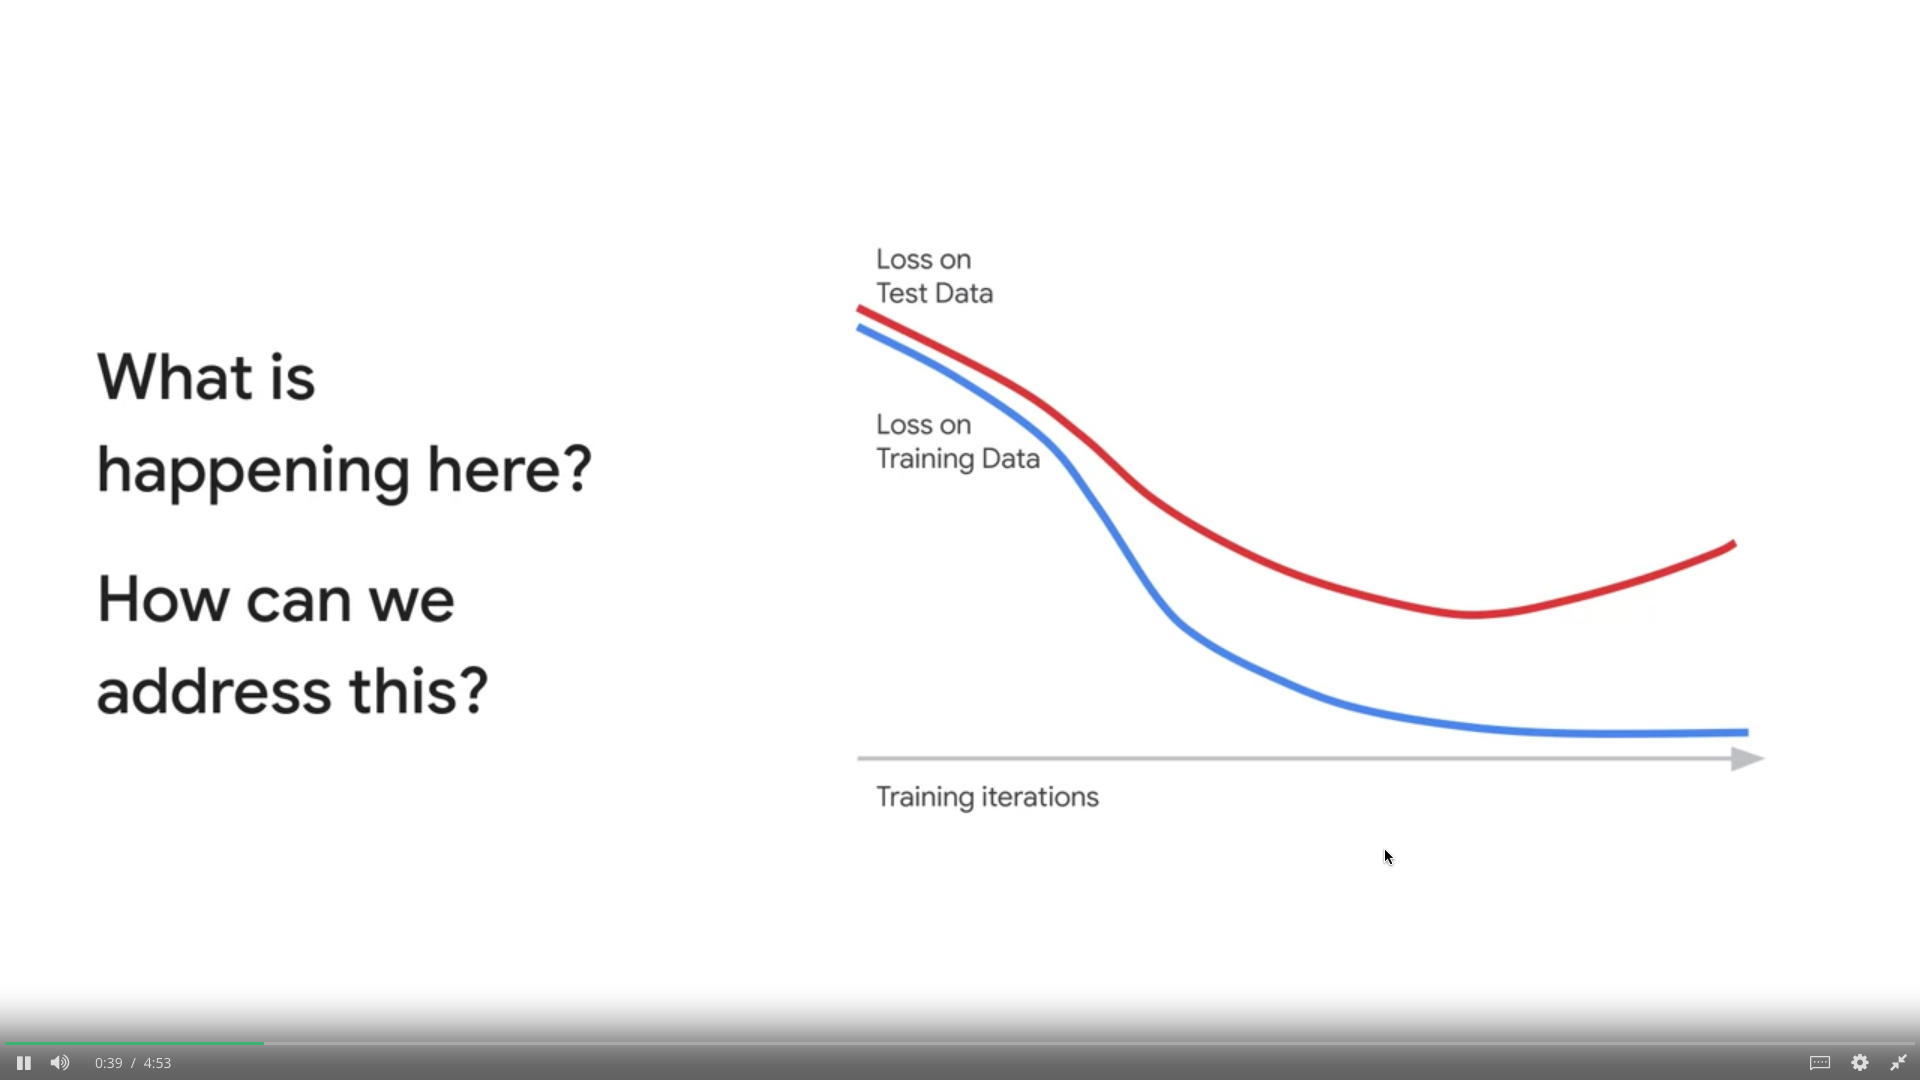 What is
happening here?
How can we
address this?
Loss on
Test Data
Loss on
Training Data
Training iterations
0:39 / 4:53